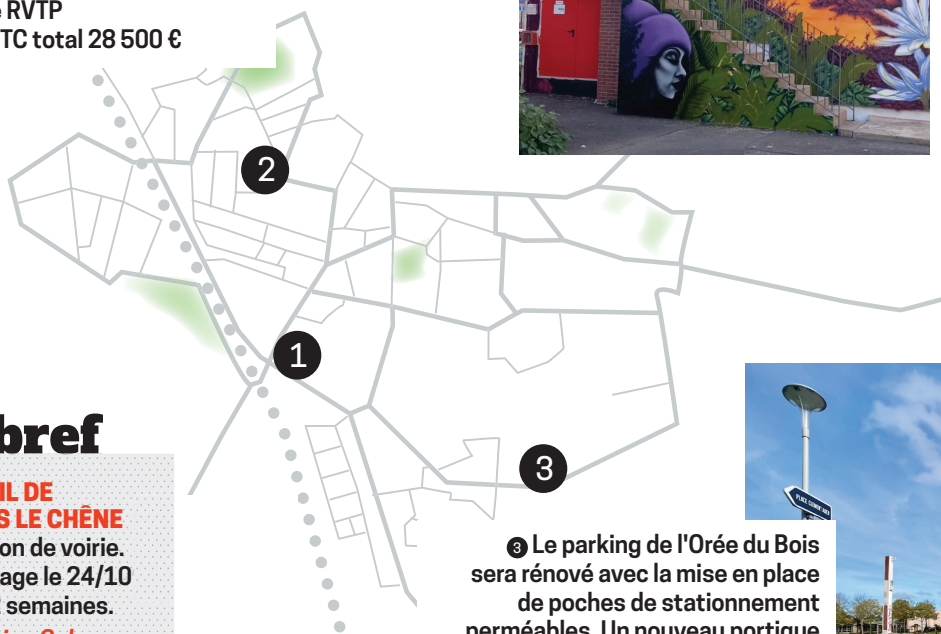 RVTP
TC total 28 500 €
2
1
3
bref
IL DE
S LE CHÊNE
on de voirie.
age le 24/10
semaines.
3 Le parking de l'Orée du Bois
sera rénové avec la mise en place
de poches de stationnement
perméables. Un nouveau portique
PLACE